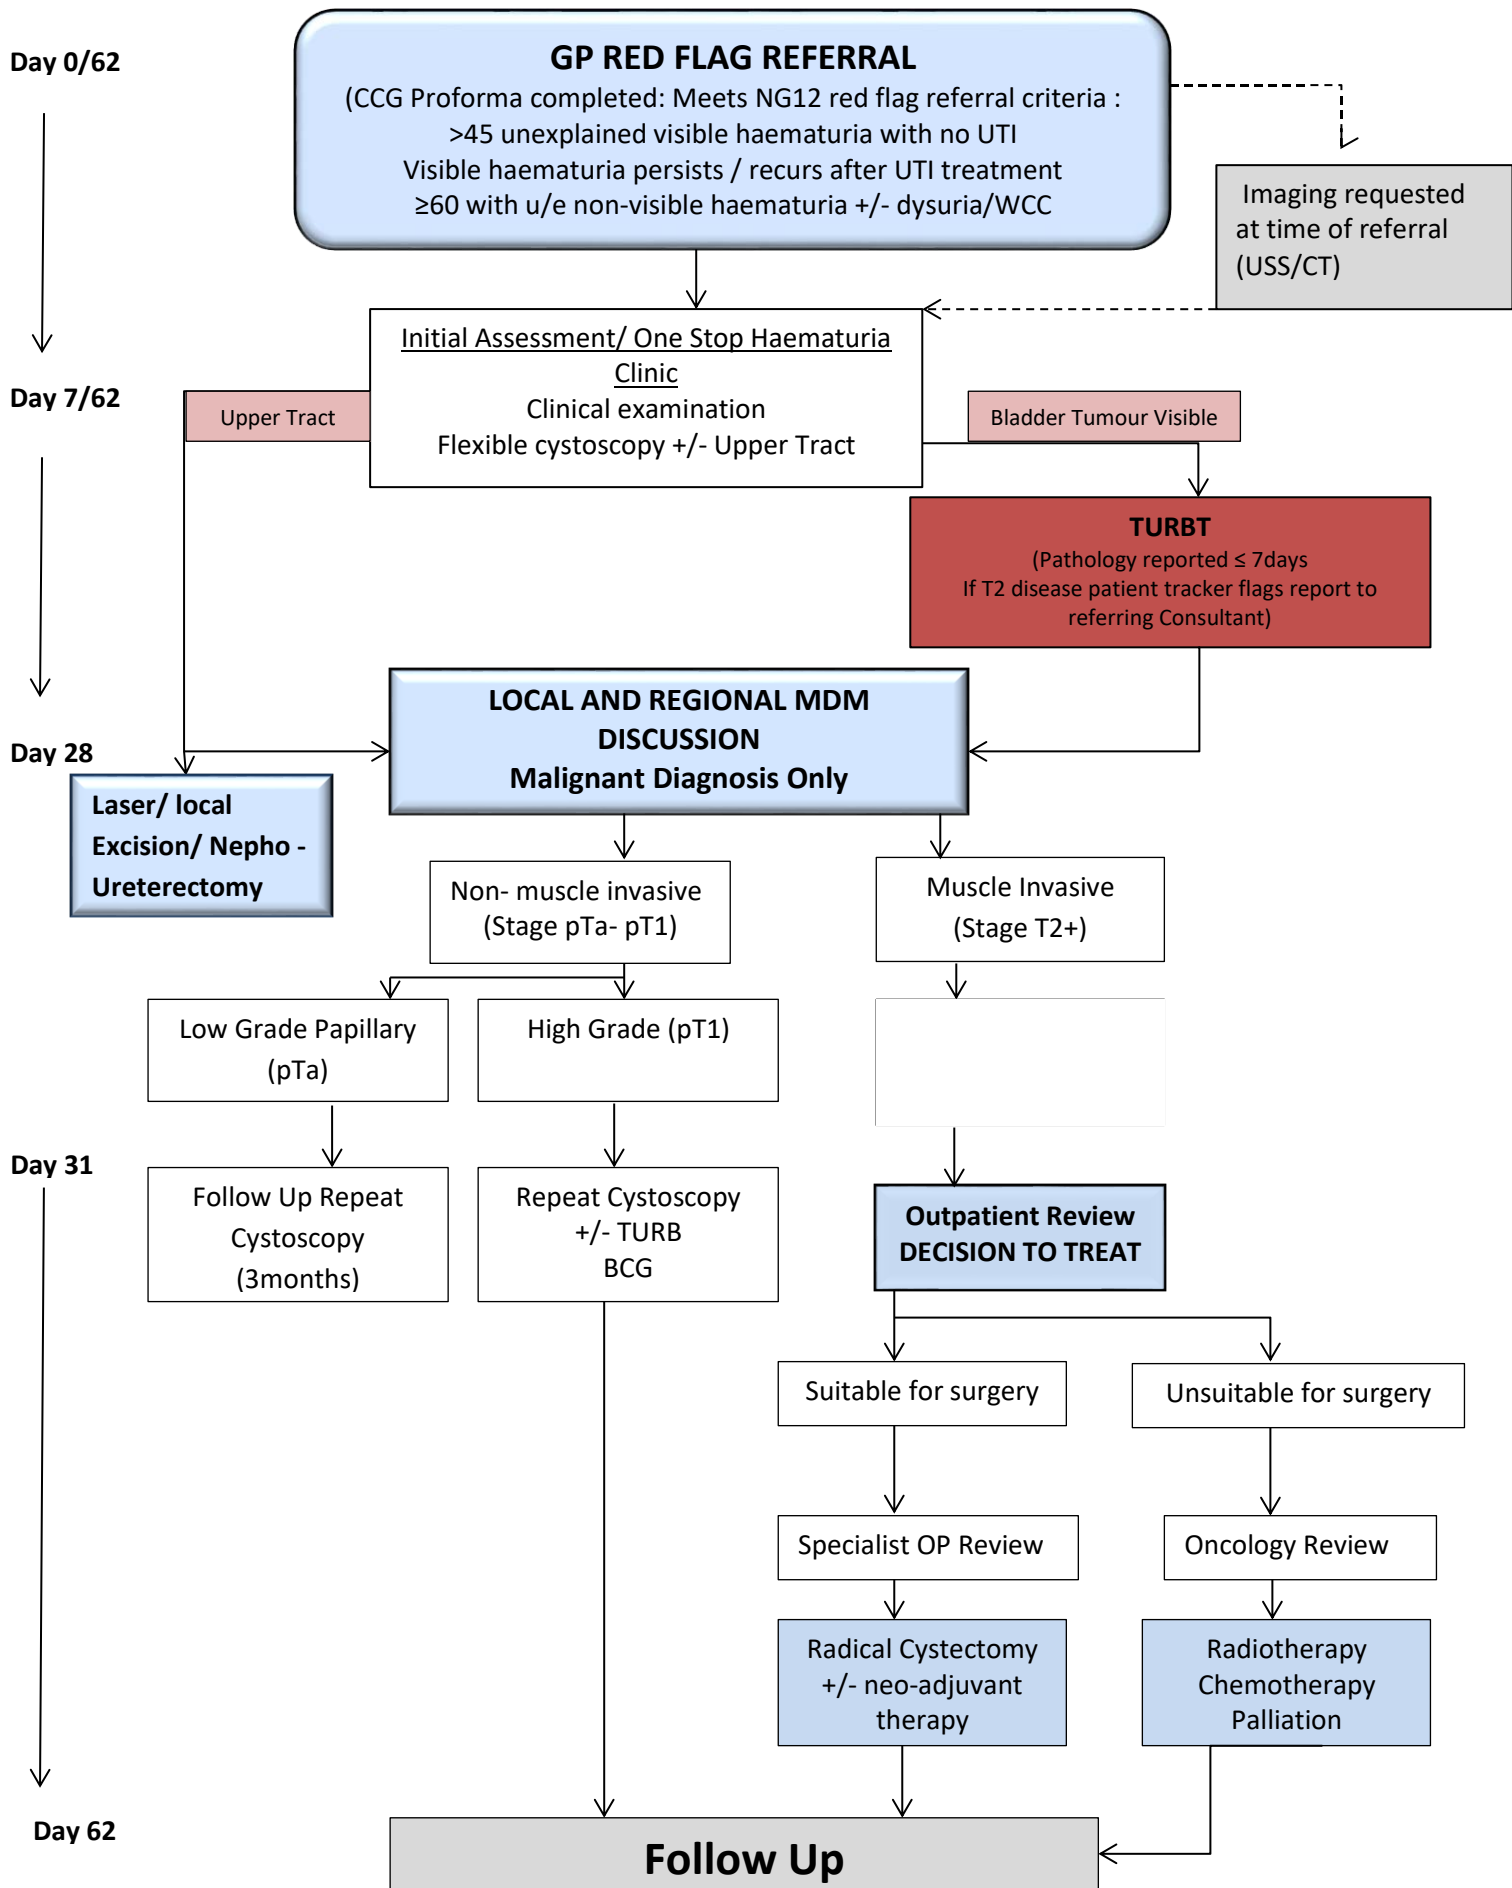 Day 0/62
GP RED FLAG REFERRAL
(CCG Proforma completed: Meets NG12 red flag referral criteria :
>45 unexplained visible haematuria with no UTI
Visible haematuria persists / recurs after UTI treatment
≥60 with u/e non-visible haematuria +/- dysuria/WCC
Imaging requested
at time of referral
(USS/CT)
Initial Assessment/ One Stop Haematuria
Clinic
Clinical examination
Flexible cystoscopy +/- Upper Tract
Day 7/62
Upper Tract
Bladder Tumour Visible
TURBT
(Pathology reported ≤ 7days
If T2 disease patient tracker flags report to
referring Consultant)
LOCAL AND REGIONAL MDM
DISCUSSION
Malignant Diagnosis Only
Day 28
Laser/ local
Excision/ Nepho -
Ureterectomy
Non- muscle invasive
(Stage pTa- pT1)
Muscle Invasive
(Stage T2+)
Low Grade Papillary
(pTa)
High Grade (pT1)
Day 31
Follow Up Repeat
Cystoscopy
(3months)
Repeat Cystoscopy
+/- TURB
BCG
Outpatient Review
DECISION TO TREAT
Suitable for surgery
Unsuitable for surgery
Specialist OP Review
Oncology Review
Radical Cystectomy
+/- neo-adjuvant
therapy
Radiotherapy
Chemotherapy
Palliation
Day 62
Follow Up